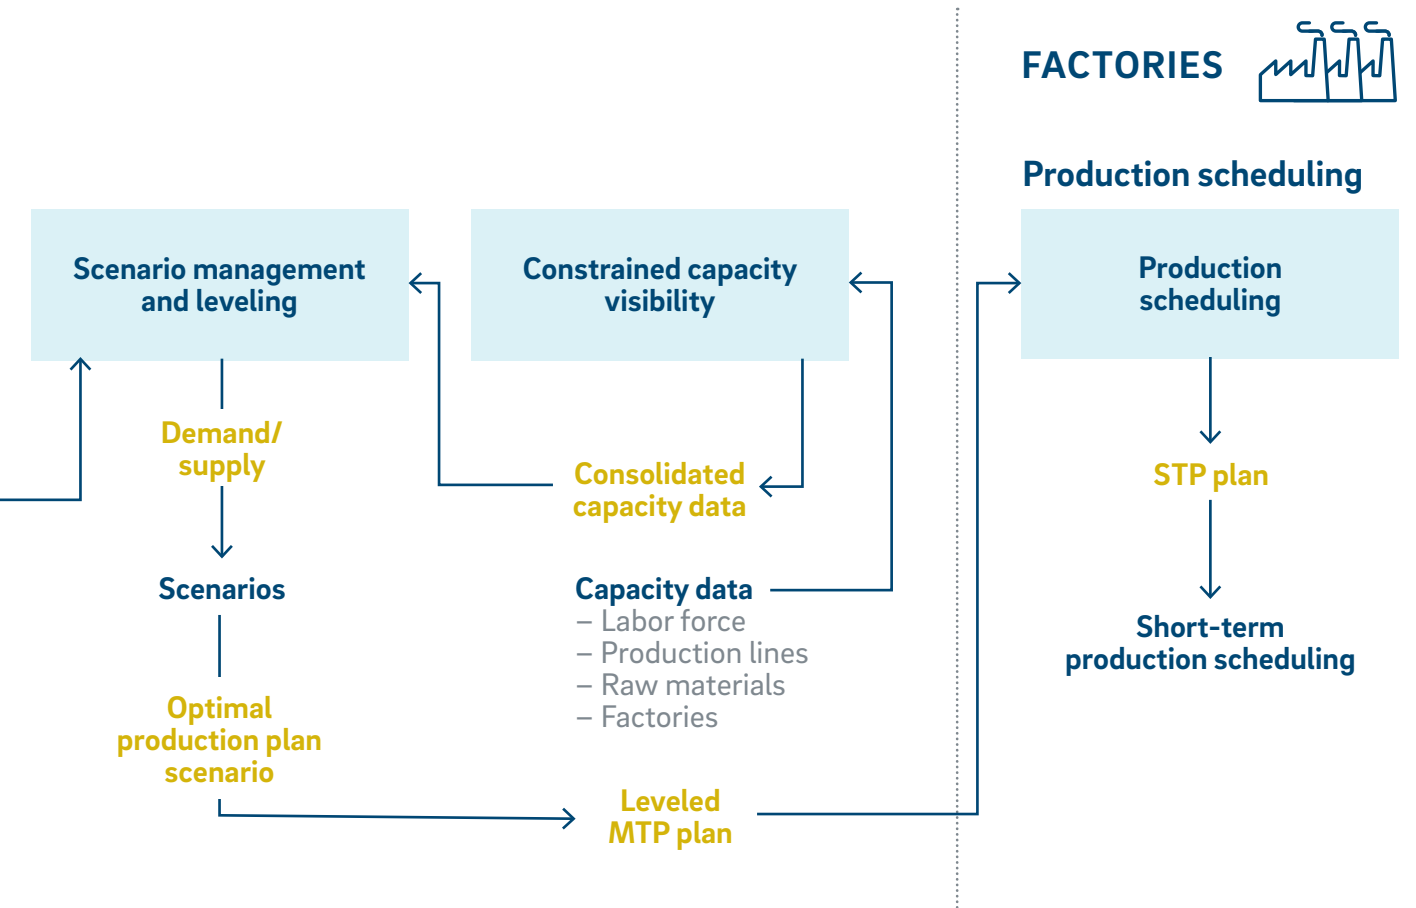 FACTORIES
Production scheduling
Scenario management
and leveling
Constrained capacity
visibility
Production
scheduling
Demand/
supply
Consolidated
capacity data
STP plan
Scenarios
Capacity data
– Labor force
– Production lines
– Raw materials
– Factories
Short-term
production scheduling
Optimal
production plan
scenario
Leveled
MTP plan